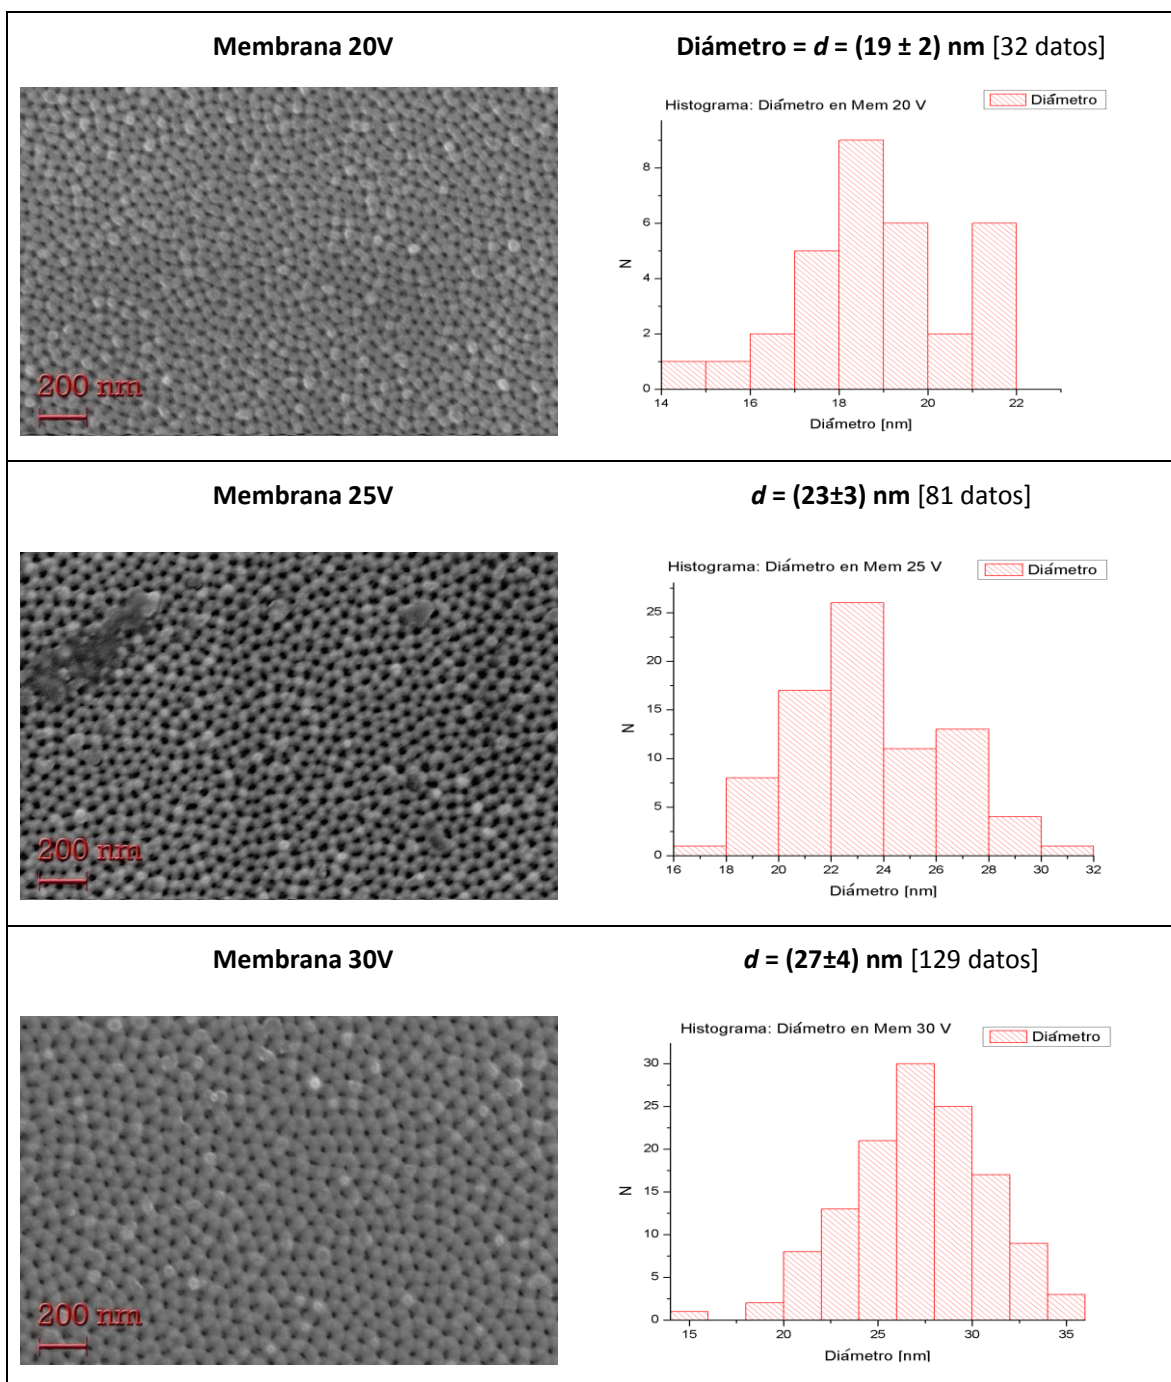 Membrana 20V
Diámetro = d = (19 ± 2) nm [32 datos]
200 nm
Histograma: Diámetro en Mem 20 V
Diámetro
8
6
4
2
0
N
14
16
18
20
22
Diámetro [nm]
Membrana 25V
d = (23±3) nm [81 datos]
200 nm
Histograma: Diámetro en Mem 25 V
Diámetro
25
20
15
10
5
0
N
16
18
20
22
24
26
28
30
32
Diámetro [nm]
Membrana 30V
d = (27±4) nm [129 datos]
200 nm
Histograma: Diámetro en Mem 30 V
Diámetro
30
25
20
15
10
5
0
N
15
20
25
30
35
Diámetro [nm]